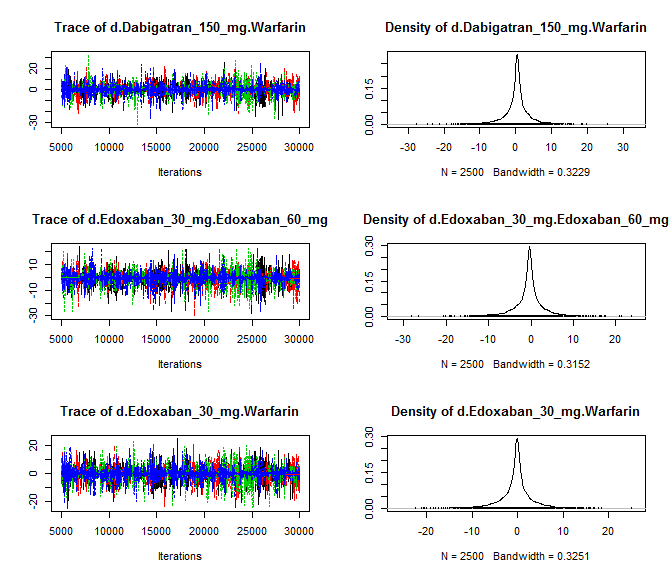 Trace of d.Dabigatran_150_mg.Warfarin
Density of d.Dabigatran_150_mg.Warfarin
-30 0 20
5000 10000 15000 20000 25000 30000
Iterations
0.00 0.15
-30 -20 -10 0 10 20 30
N = 2500 Bandwidth = 0.3229
Trace of d.Edoxaban_30_mg.Edoxaban_60_mg
Density of d.Edoxaban_30_mg.Edoxaban_60_mg
-30 -10 10
5000 10000 15000 20000 25000 30000
Iterations
0.00 0.15 0.30
-30 -20 -10 0 10 20
N = 2500 Bandwidth = 0.3152
Trace of d.Edoxaban_30_mg.Warfarin
Density of d.Edoxaban_30_mg.Warfarin
-20 0 20
5000 10000 15000 20000 25000 30000
Iterations
0.00 0.15 0.30
-20 -10 0 10 20
N = 2500 Bandwidth = 0.3251